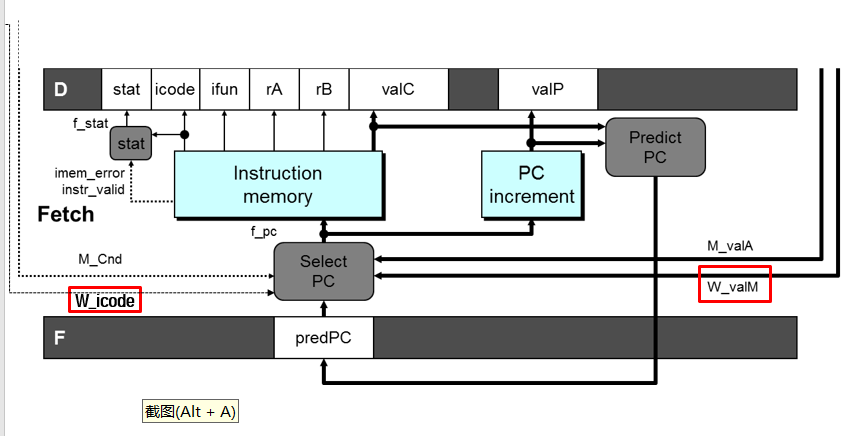 D
stat
icode
ifun
rA
rB
valC
valP
f_stat
stat
Predict
PC
imem_error
instr_valid
Instruction
memory
PC
increment
Fetch
f_pc
M_Cnd
Select
PC
M_valA
W_icode
W_valM
F
predPC
截图(Alt + A)